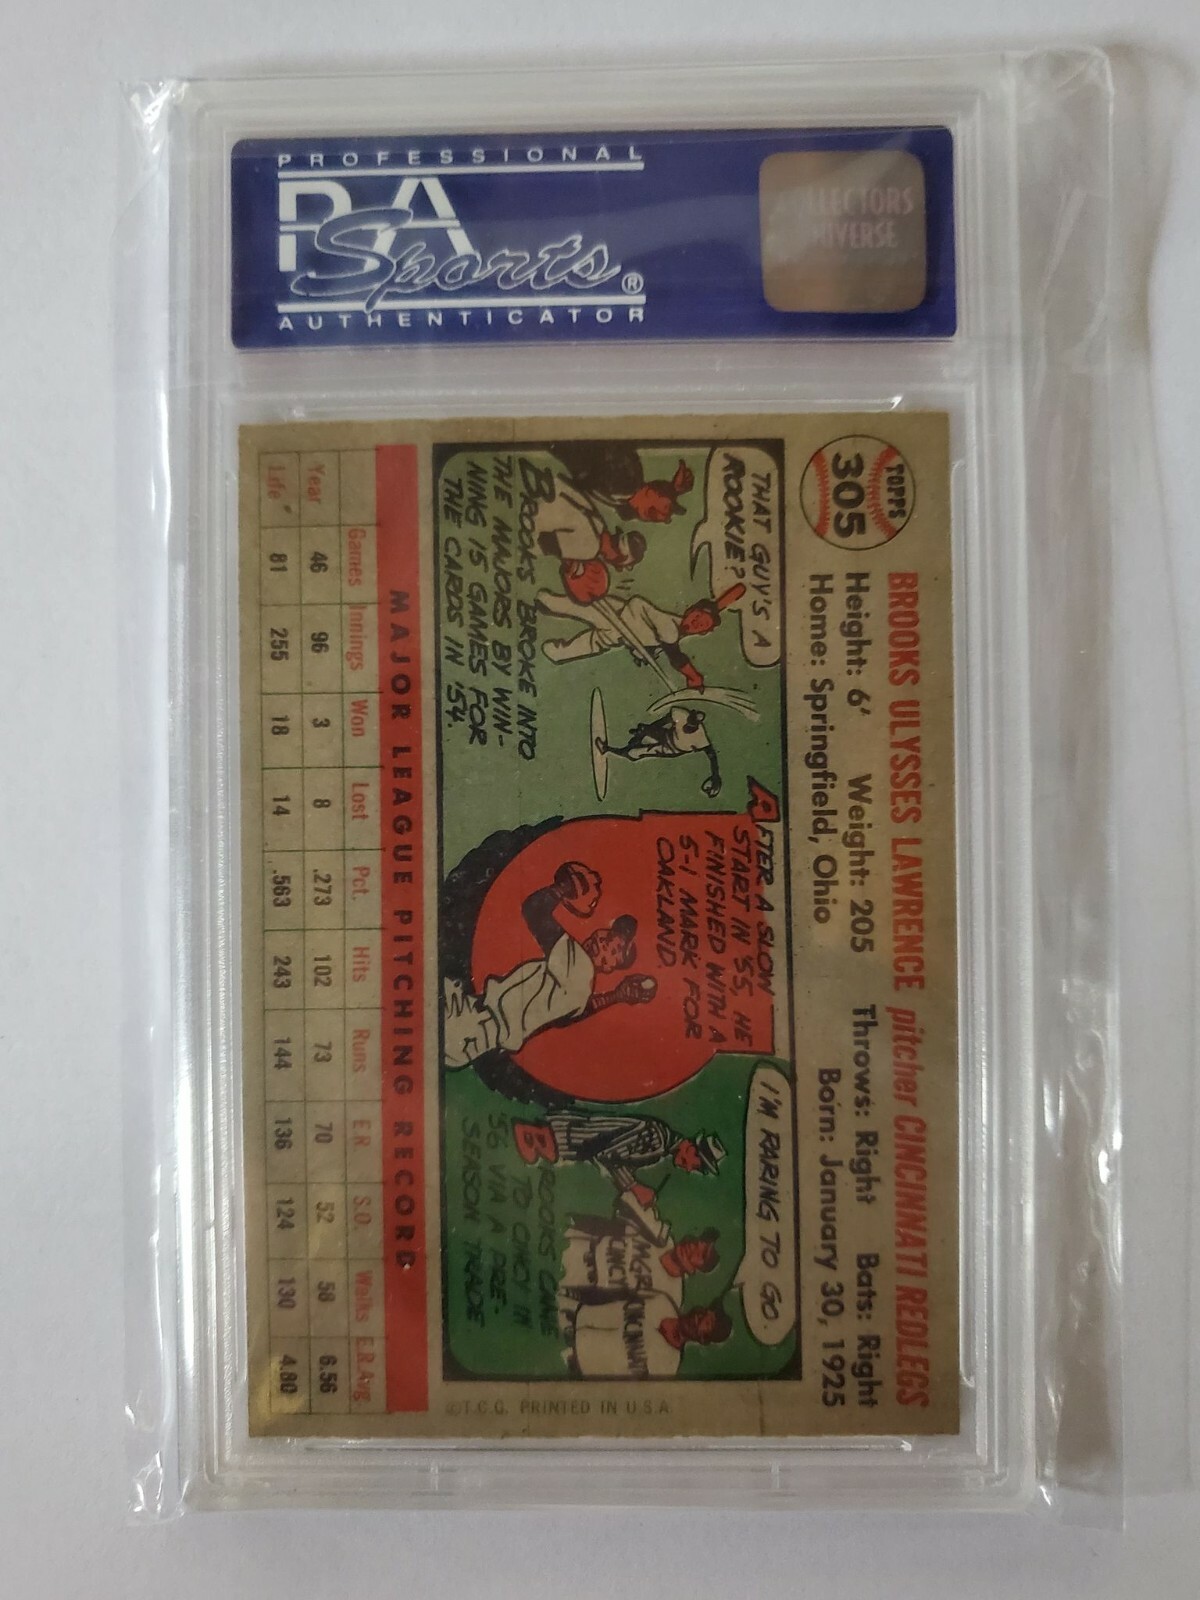 PROFESSIONAL
PSA
Sports®
AUTHENTICATOR
COLLECTORS
UNIVERSE
TOPPS
305
BROOKS ULYSSES LAWRENCE pitcher CINCINNATI REDLEGS
Height: 6' Weight: 205 Throws: Right Bats: Right
Home: Springfield, Ohio Born: January 30, 1925
THAT GUY'S A
ROOKIE?
BROOKS BROKE INTO
THE MAJORS BY WIN-
NING 15 GAMES FOR
THE CARDS IN '54.
AFTER A SLOW
START IN '55, HE
FINISHED WITH A
5-1 MARK FOR
OAKLAND.
I'M RARING TO GO.
MGR.
CINCY
CINCINNATI
BROOKS CAME
TO CINCY IN
'56 VIA A PRE-
SEASON TRADE
©T.C.G. PRINTED IN U.S.A.
MAJOR LEAGUE PITCHING RECORD
Games Innings Won Lost Pct. Hits Runs E.R. S.O. Walks E.R.Avg.
Year 46 96 3 8 .273 102 73 70 52 58 6.56
Life 81 255 18 14 .563 243 144 136 124 130 4.80